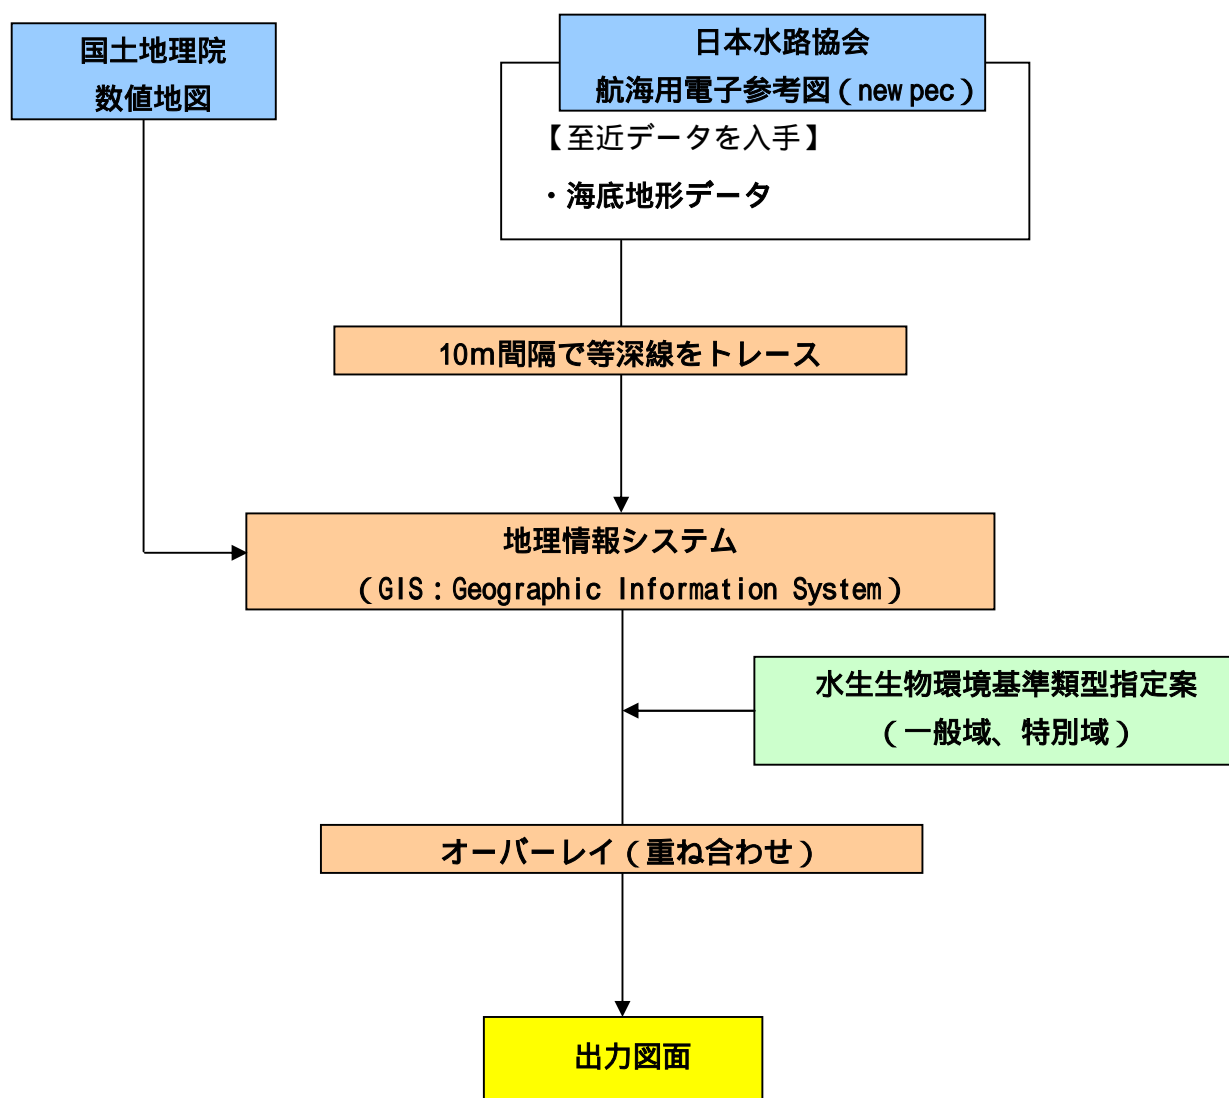 国土地理院
数値地図
日本水路協会
航海用電子参考図（new pec）
【至近データを入手】
・海底地形データ
10m間隔で等深線をトレース
地理情報システム
（GIS：Geographic Information System）
水生生物環境基準類型指定案
（一般域、特別域）
オーバーレイ（重ね合わせ）
出力図面